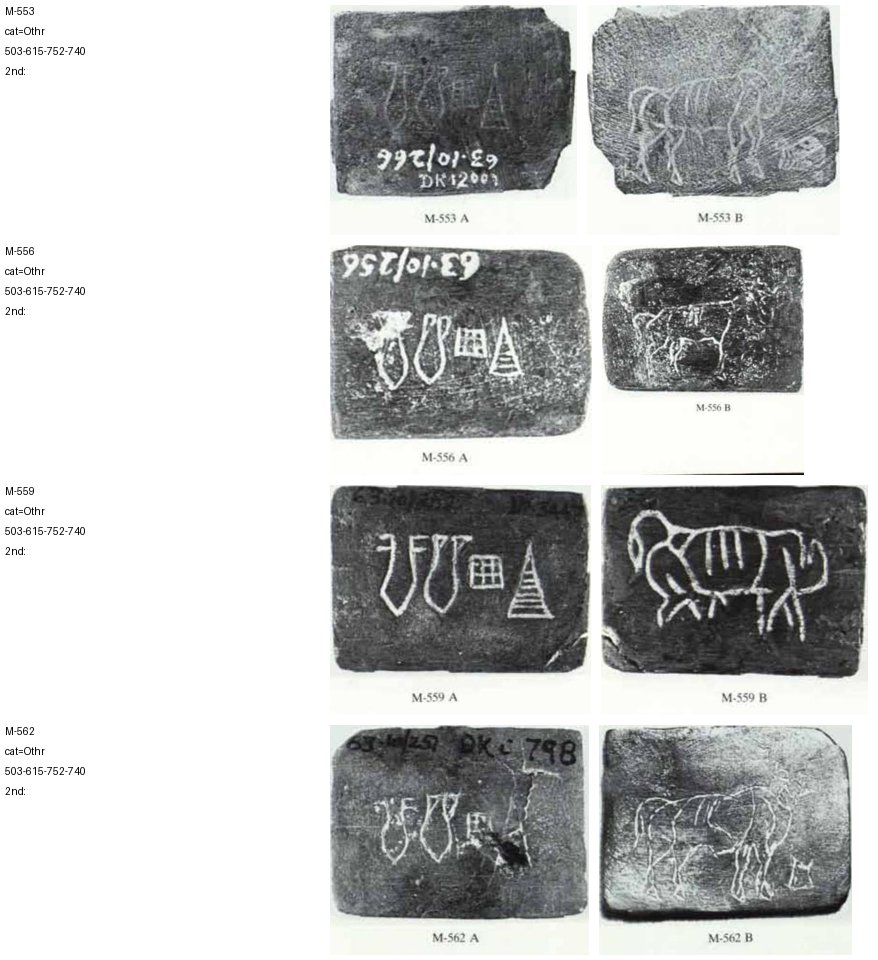 M-553
cat=Othr
503-615-752-740
2nd:
63·10/266
M-553 A
M-553 B
M-556
cat=Othr
503-615-752-740
2nd:
63·10/256
M-556 A
M-556 B
M-559
cat=Othr
503-615-752-740
2nd:
M-559 A
M-559 B
M-562
cat=Othr
503-615-752-740
2nd:
DK i 798
M-562 A
M-562 B